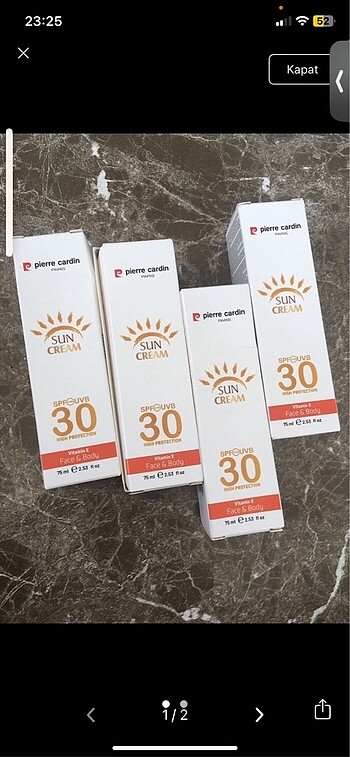 23:25
52
Kapat
pierre cardin
PARIS
SUN
CREAM
SPF UVB
30
HIGH PROTECTION
Vitamin E
Face & Body
75 ml ℮ 2.53 fl oz
pierre cardin
PARIS
SUN
CREAM
SPF UVB
30
HIGH PROTECTION
Vitamin E
Face & Body
75 ml ℮ 2.53 fl oz
pierre cardin
PARIS
SUN
CREAM
SPF UVB
30
HIGH PROTECTION
Vitamin E
Face & Body
75 ml ℮ 2.53 fl oz
pierre cardin
PARIS
SUN
CREAM
SPF UVB
30
HIGH PROTECTION
Vitamin E
Face & Body
75 ml ℮ 2.53 fl oz
1/2